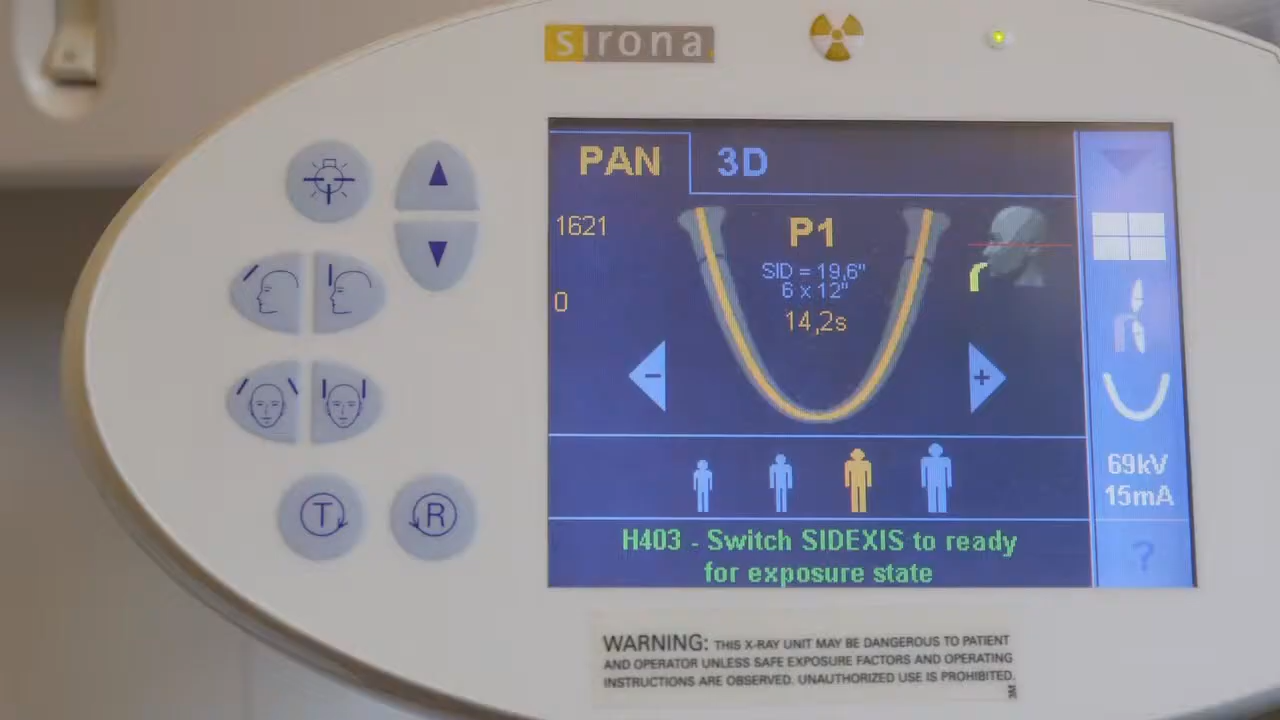 sirona.
PAN 3D
1621
P1
SID = 19,6"
6 x 12"
0
14,2s
- +
69kV
15mA
T R
H403 - Switch SIDEXIS to ready
for exposure state
?
WARNING: THIS X-RAY UNIT MAY BE DANGEROUS TO PATIENT
AND OPERATOR UNLESS SAFE EXPOSURE FACTORS AND OPERATING
INSTRUCTIONS ARE OBSERVED. UNAUTHORIZED USE IS PROHIBITED.